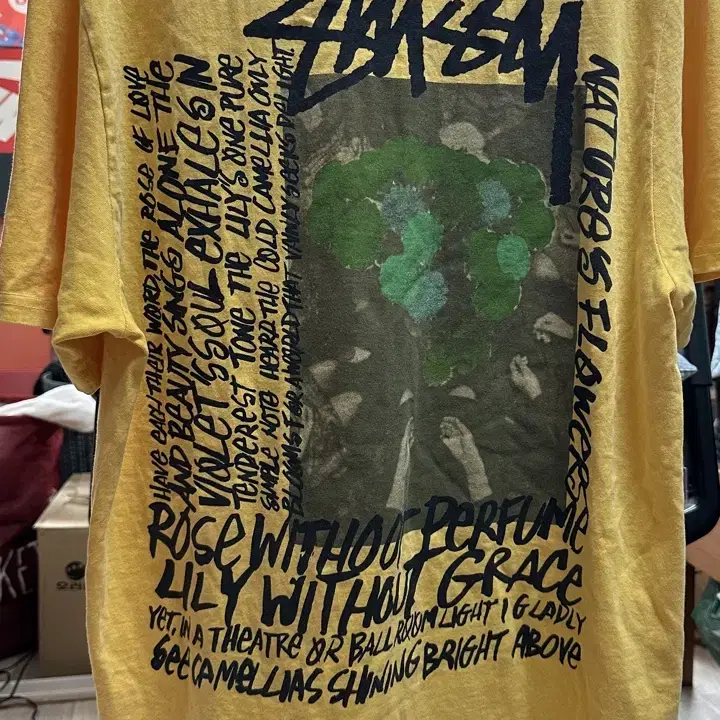 STUSSY
NATURE'S FLOWERS
HAVE EACH THEIR WORD, THE ROSE OF LOVE
AND BEAUTY SINGS ALONE THE
VIOLET'S SOUL EXHALES IN
TENDEREST TONE THE LILY'S ONE PURE
SIMPLE NOTE HEARD THE COLD CAMELLIA ONLY
BLOOMS FOR A WORLD THAT VAINLY SEEKS DELIGHT.
ROSE WITHOUT PERFUME
LILY WITHOUT GRACE
YET, IN A THEATRE OR BALL ROOM LIGHT I GLADLY
SEE CAMELLIAS SHINING BRIGHT ABOVE